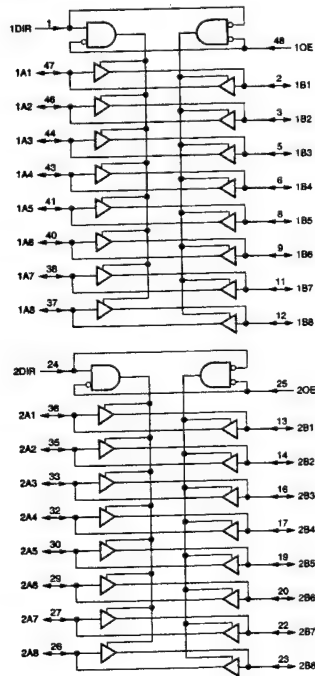 1DIR 1
48 1OE
1A1 47 2 1B1
1A2 46 3 1B2
1A3 44 5 1B3
1A4 43 6 1B4
1A5 41 8 1B5
1A6 40 9 1B6
1A7 38 11 1B7
1A8 37 12 1B8
2DIR 24
25 2OE
2A1 36 13 2B1
2A2 35 14 2B2
2A3 33 16 2B3
2A4 32 17 2B4
2A5 30 19 2B5
2A6 29 20 2B6
2A7 27 22 2B7
2A8 26 23 2B8